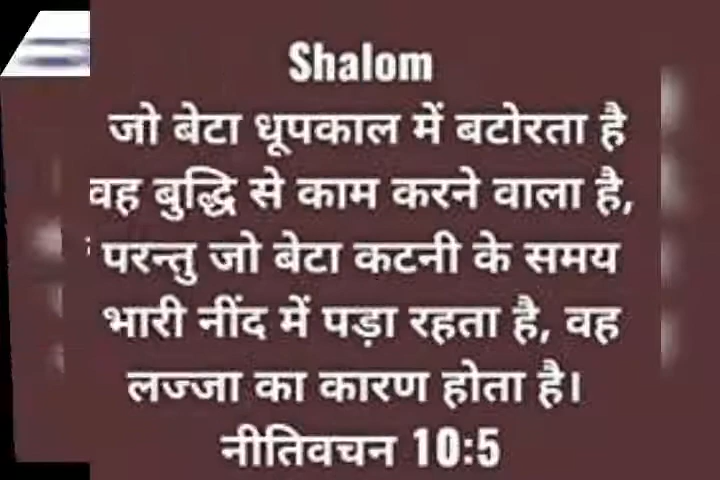 Shalom
जो बेटा धूपकाल में बटोरता है
वह बुद्धि से काम करने वाला है,
परन्तु जो बेटा कटनी के समय
भारी नींद में पड़ा रहता है, वह
लज्जा का कारण होता है।
नीतिवचन 10:5